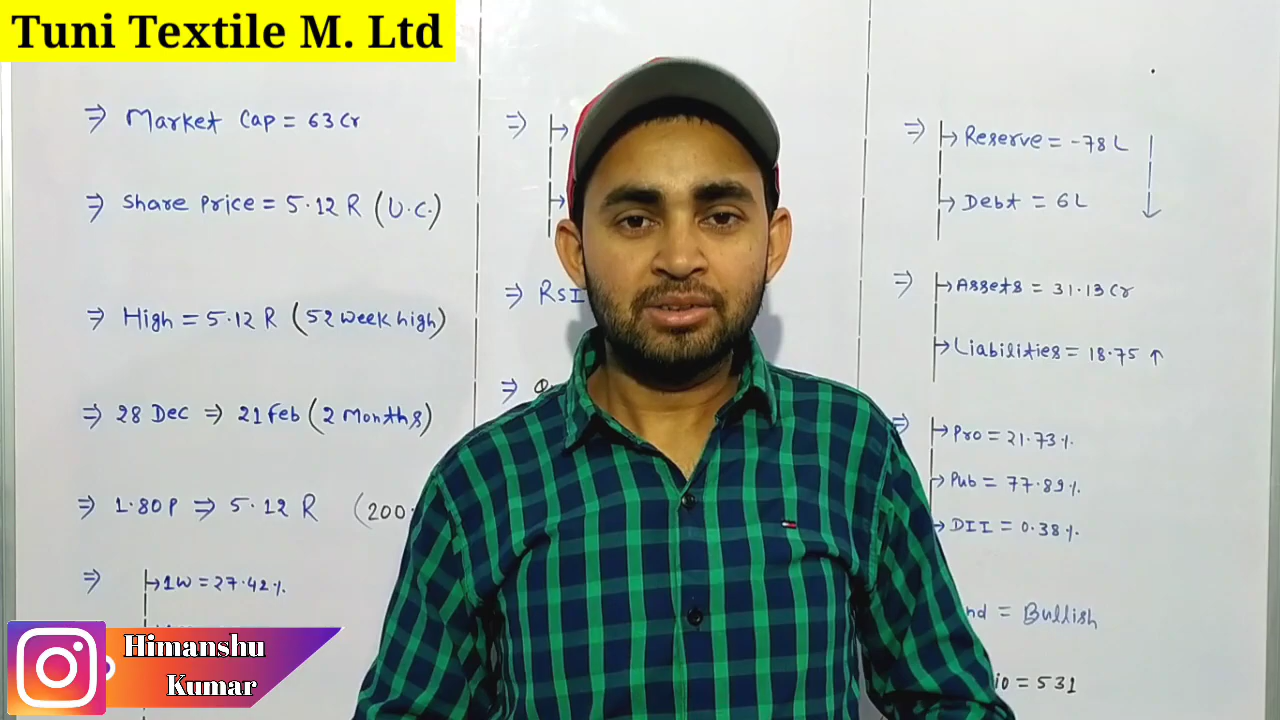 Tuni Textile M. Ltd
⇒ Market Cap = 63 Cr
⇒ Share Price = 5.12 R (U.C.)
⇒ High = 5.12 R (52 week high)
⇒ 28 Dec ⇒ 21 Feb (2 Months)
⇒ 1.80 P ⇒ 5.12 R (200.
⇒ 1W = 27.42%.
Himanshu
Kumar
⇒
⇒ RSI
⇒
⇒ Reserve = -78 L ↓
Debt = 6 L
⇒ Assets = 31.13 Cr
Liabilities = 18.75 ↑
⇒ Pro = 21.73%.
Pub = 77.89%.
DII = 0.38%.
nd = Bullish
io = 531